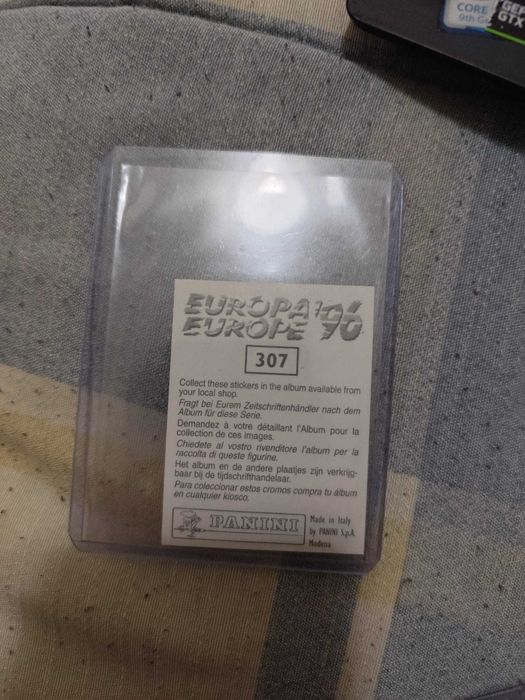 CORE
9th Ge
GEF
GTX
EUROPA '96
EUROPE
307
Collect these stickers in the album available from
your local shop.
Fragt bei Eurem Zeitschriftenhändler nach dem
Album für diese Serie.
Demandez à votre détaillant l'Album pour la
collection de ces images.
Chiedete al vostro rivenditore l'album per la
raccolta di queste figurine.
Het album en de andere plaatjes zijn verkrijg-
baar bij de tijdschrifthandelaar.
Para coleccionar estos cromos compra tu álbum
en cualquier kiosco.
PANINI
Made in Italy
by PANINI S.p.A.
Modena